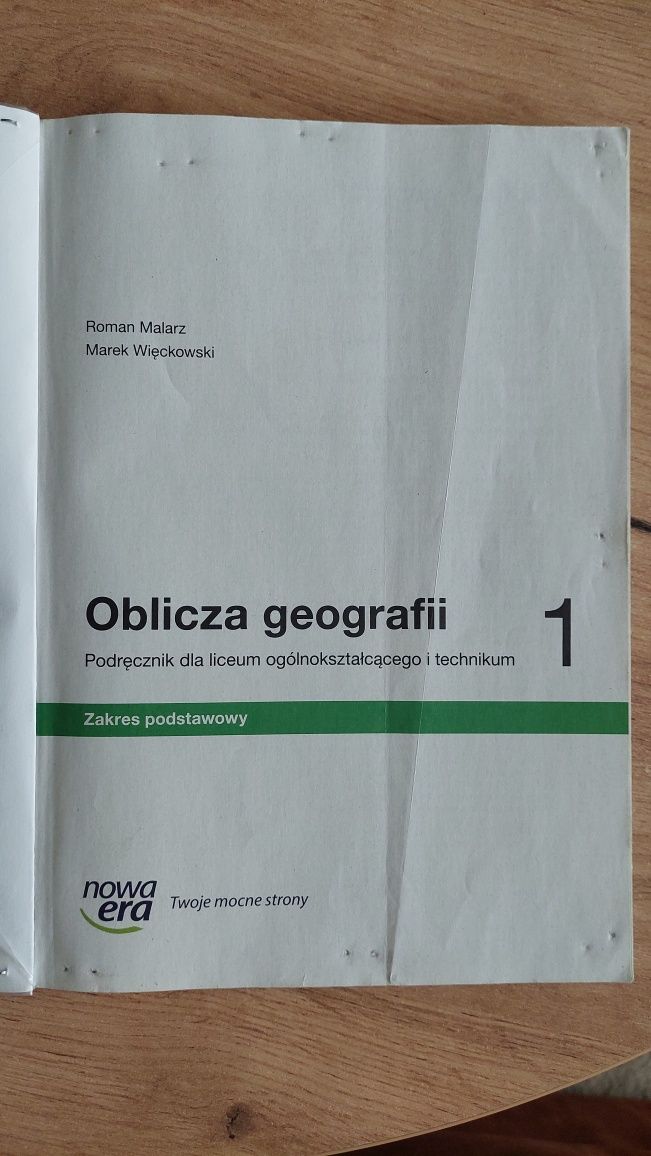 Roman Malarz
Marek Więckowski
Oblicza geografii 1
Podręcznik dla liceum ogólnokształcącego i technikum
Zakres podstawowy
nowa
era
Twoje mocne strony